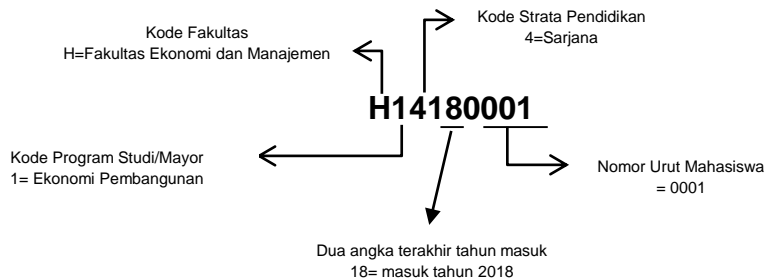 Kode Fakultas
H=Fakultas Ekonomi dan Manajemen
Kode Strata Pendidikan
4=Sarjana
H14180001
Kode Program Studi/Mayor
1= Ekonomi Pembangunan
Nomor Urut Mahasiswa
= 0001
Dua angka terakhir tahun masuk
18= masuk tahun 2018